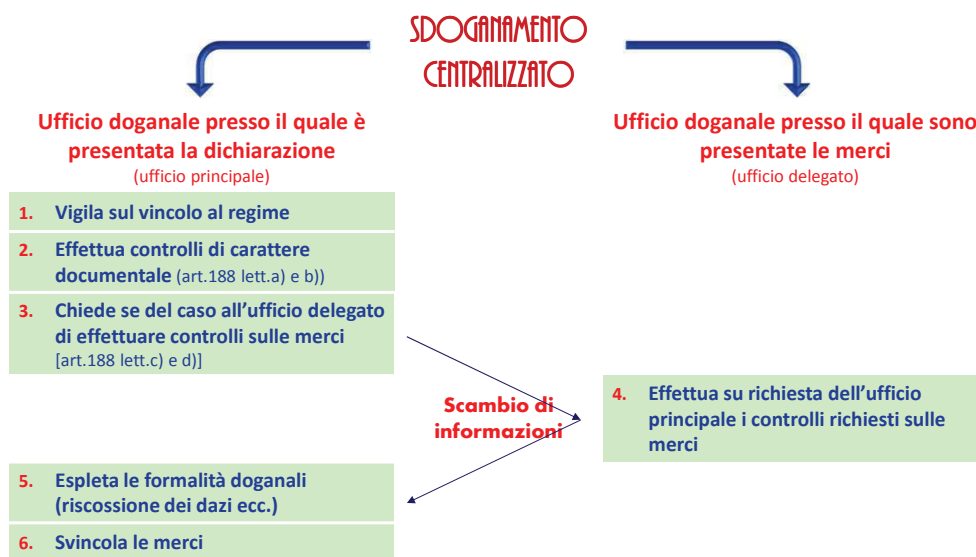 SDOGANAMENTO
CENTRALIZZATO
Ufficio doganale presso il quale è
presentata la dichiarazione
(ufficio principale)
Ufficio doganale presso il quale sono
presentate le merci
(ufficio delegato)
1. Vigila sul vincolo al regime
2. Effettua controlli di carattere
documentale (art.188 lett.a) e b))
3. Chiede se del caso all'ufficio delegato
di effettuare controlli sulle merci
[art.188 lett.c) e d)]
Scambio di
informazioni
4. Effettua su richiesta dell'ufficio
principale i controlli richiesti sulle
merci
5. Espleta le formalità doganali
(riscossione dei dazi ecc.)
6. Svincola le merci